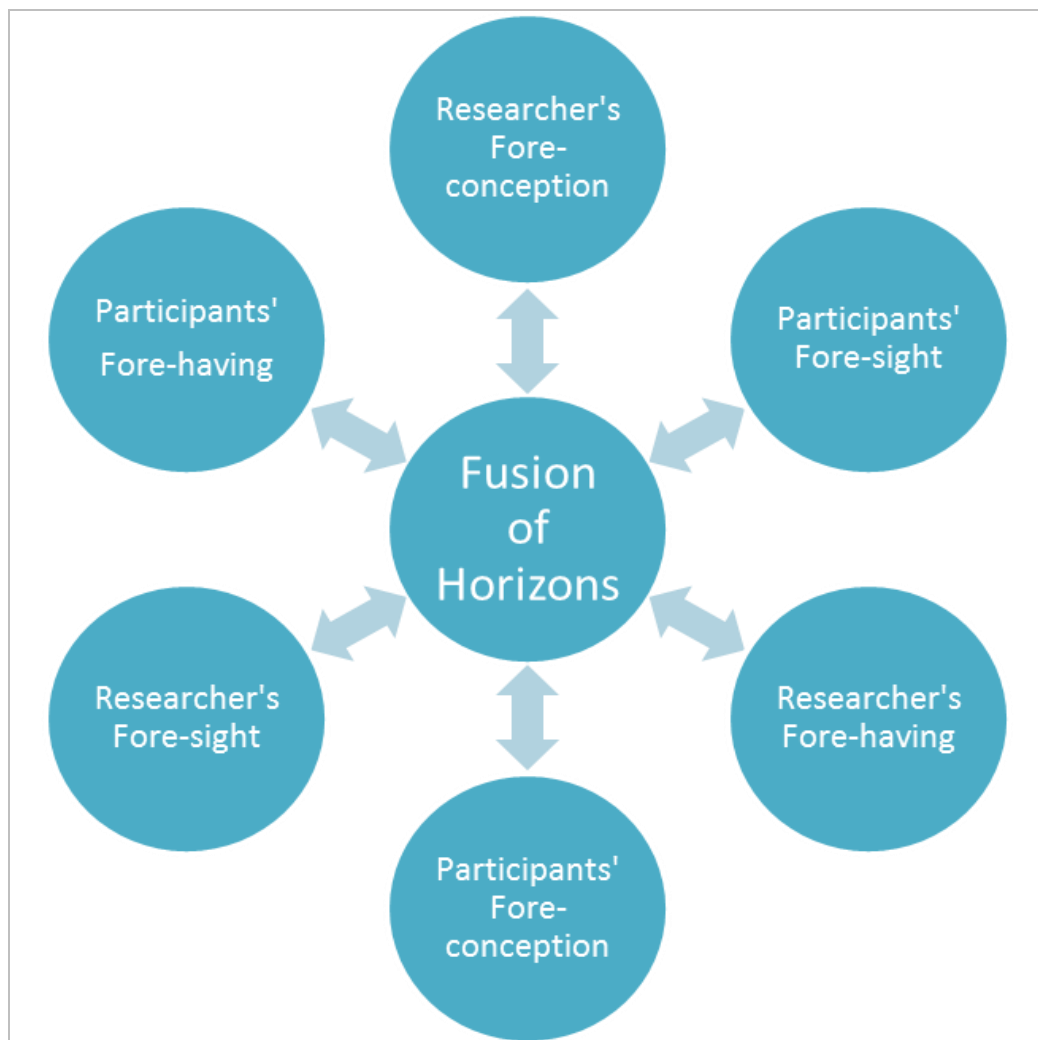 Researcher's
Fore-
conception
Participants'
Fore-having
Participants'
Fore-sight
Fusion
of
Horizons
Researcher's
Fore-sight
Researcher's
Fore-having
Participants'
Fore-
conception